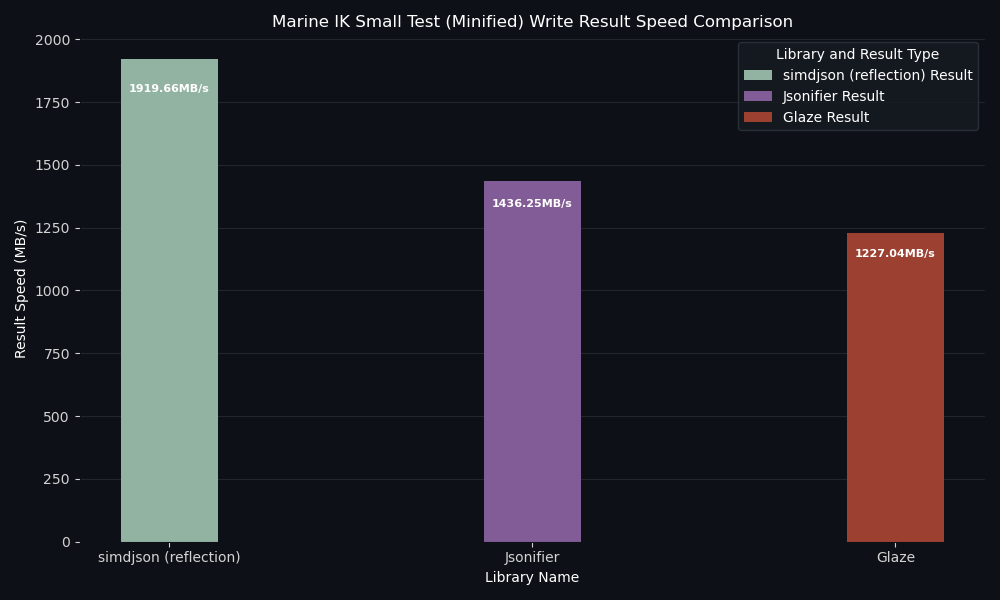 Marine IK Small Test (Minified) Write Result Speed Comparison
Library and Result Type
simdjson (reflection) Result
Jsonifier Result
Glaze Result
Result Speed (MB/s)
2000
1750
1500
1250
1000
750
500
250
0
1919.66MB/s
1436.25MB/s
1227.04MB/s
simdjson (reflection)
Jsonifier
Glaze
Library Name